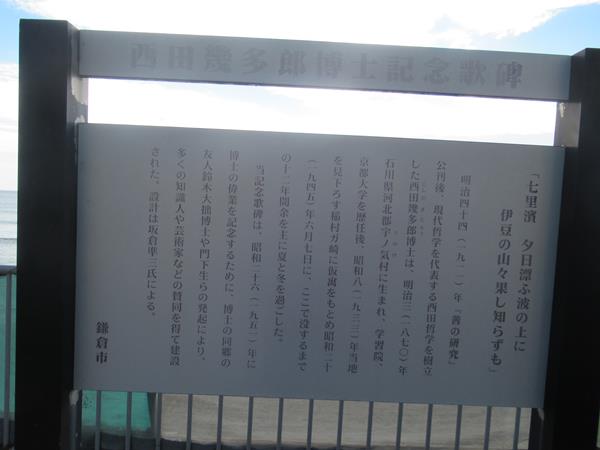 西田幾多郎博士記念歌碑
「七里濱　夕日漂ふ波の上に
伊豆の山々果し知らずも」
明治四十四（一九一一）年『善の研究』
公刊後、現代哲学を代表する西田哲学を樹立
した西田幾多郎博士は、明治三（一八七〇）年
石川県河北郡宇ノ気村に生まれ、学習院、
京都大学を歴任後、昭和八（一九三三）年当地
を見下ろす稲村ガ崎に仮寓をもとめ昭和二十
（一九四五）年六月七日に、ここで没するまで
の十二年間余を主に夏と冬を過ごした。
当記念歌碑は、昭和二十六（一九五一）年に
博士の偉業を記念するために、博士の同郷の
友人鈴木大拙博士や門下生らの発起により、
多くの知識人や芸術家などの賛同を得て建設
された。設計は坂倉準三氏による。
鎌倉市